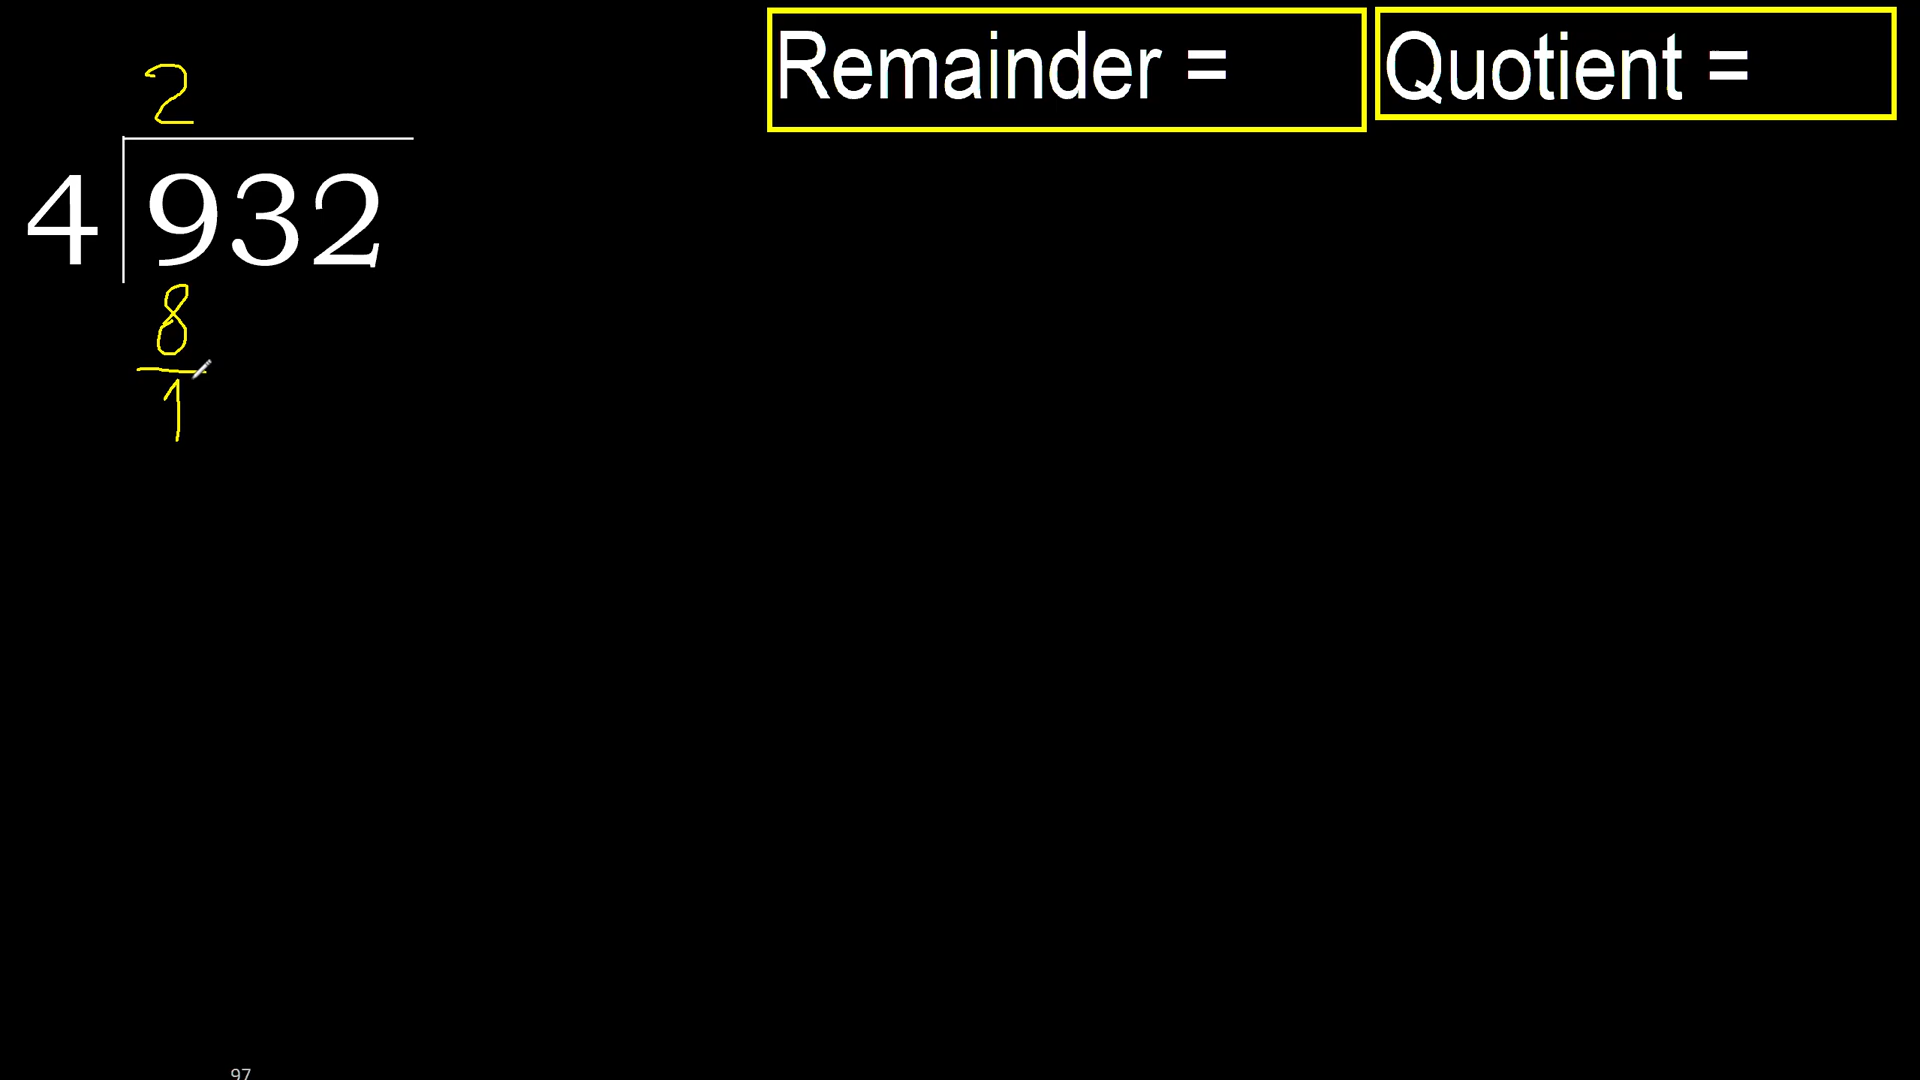 Remainder =
Quotient =
2
4 932
8
1
97